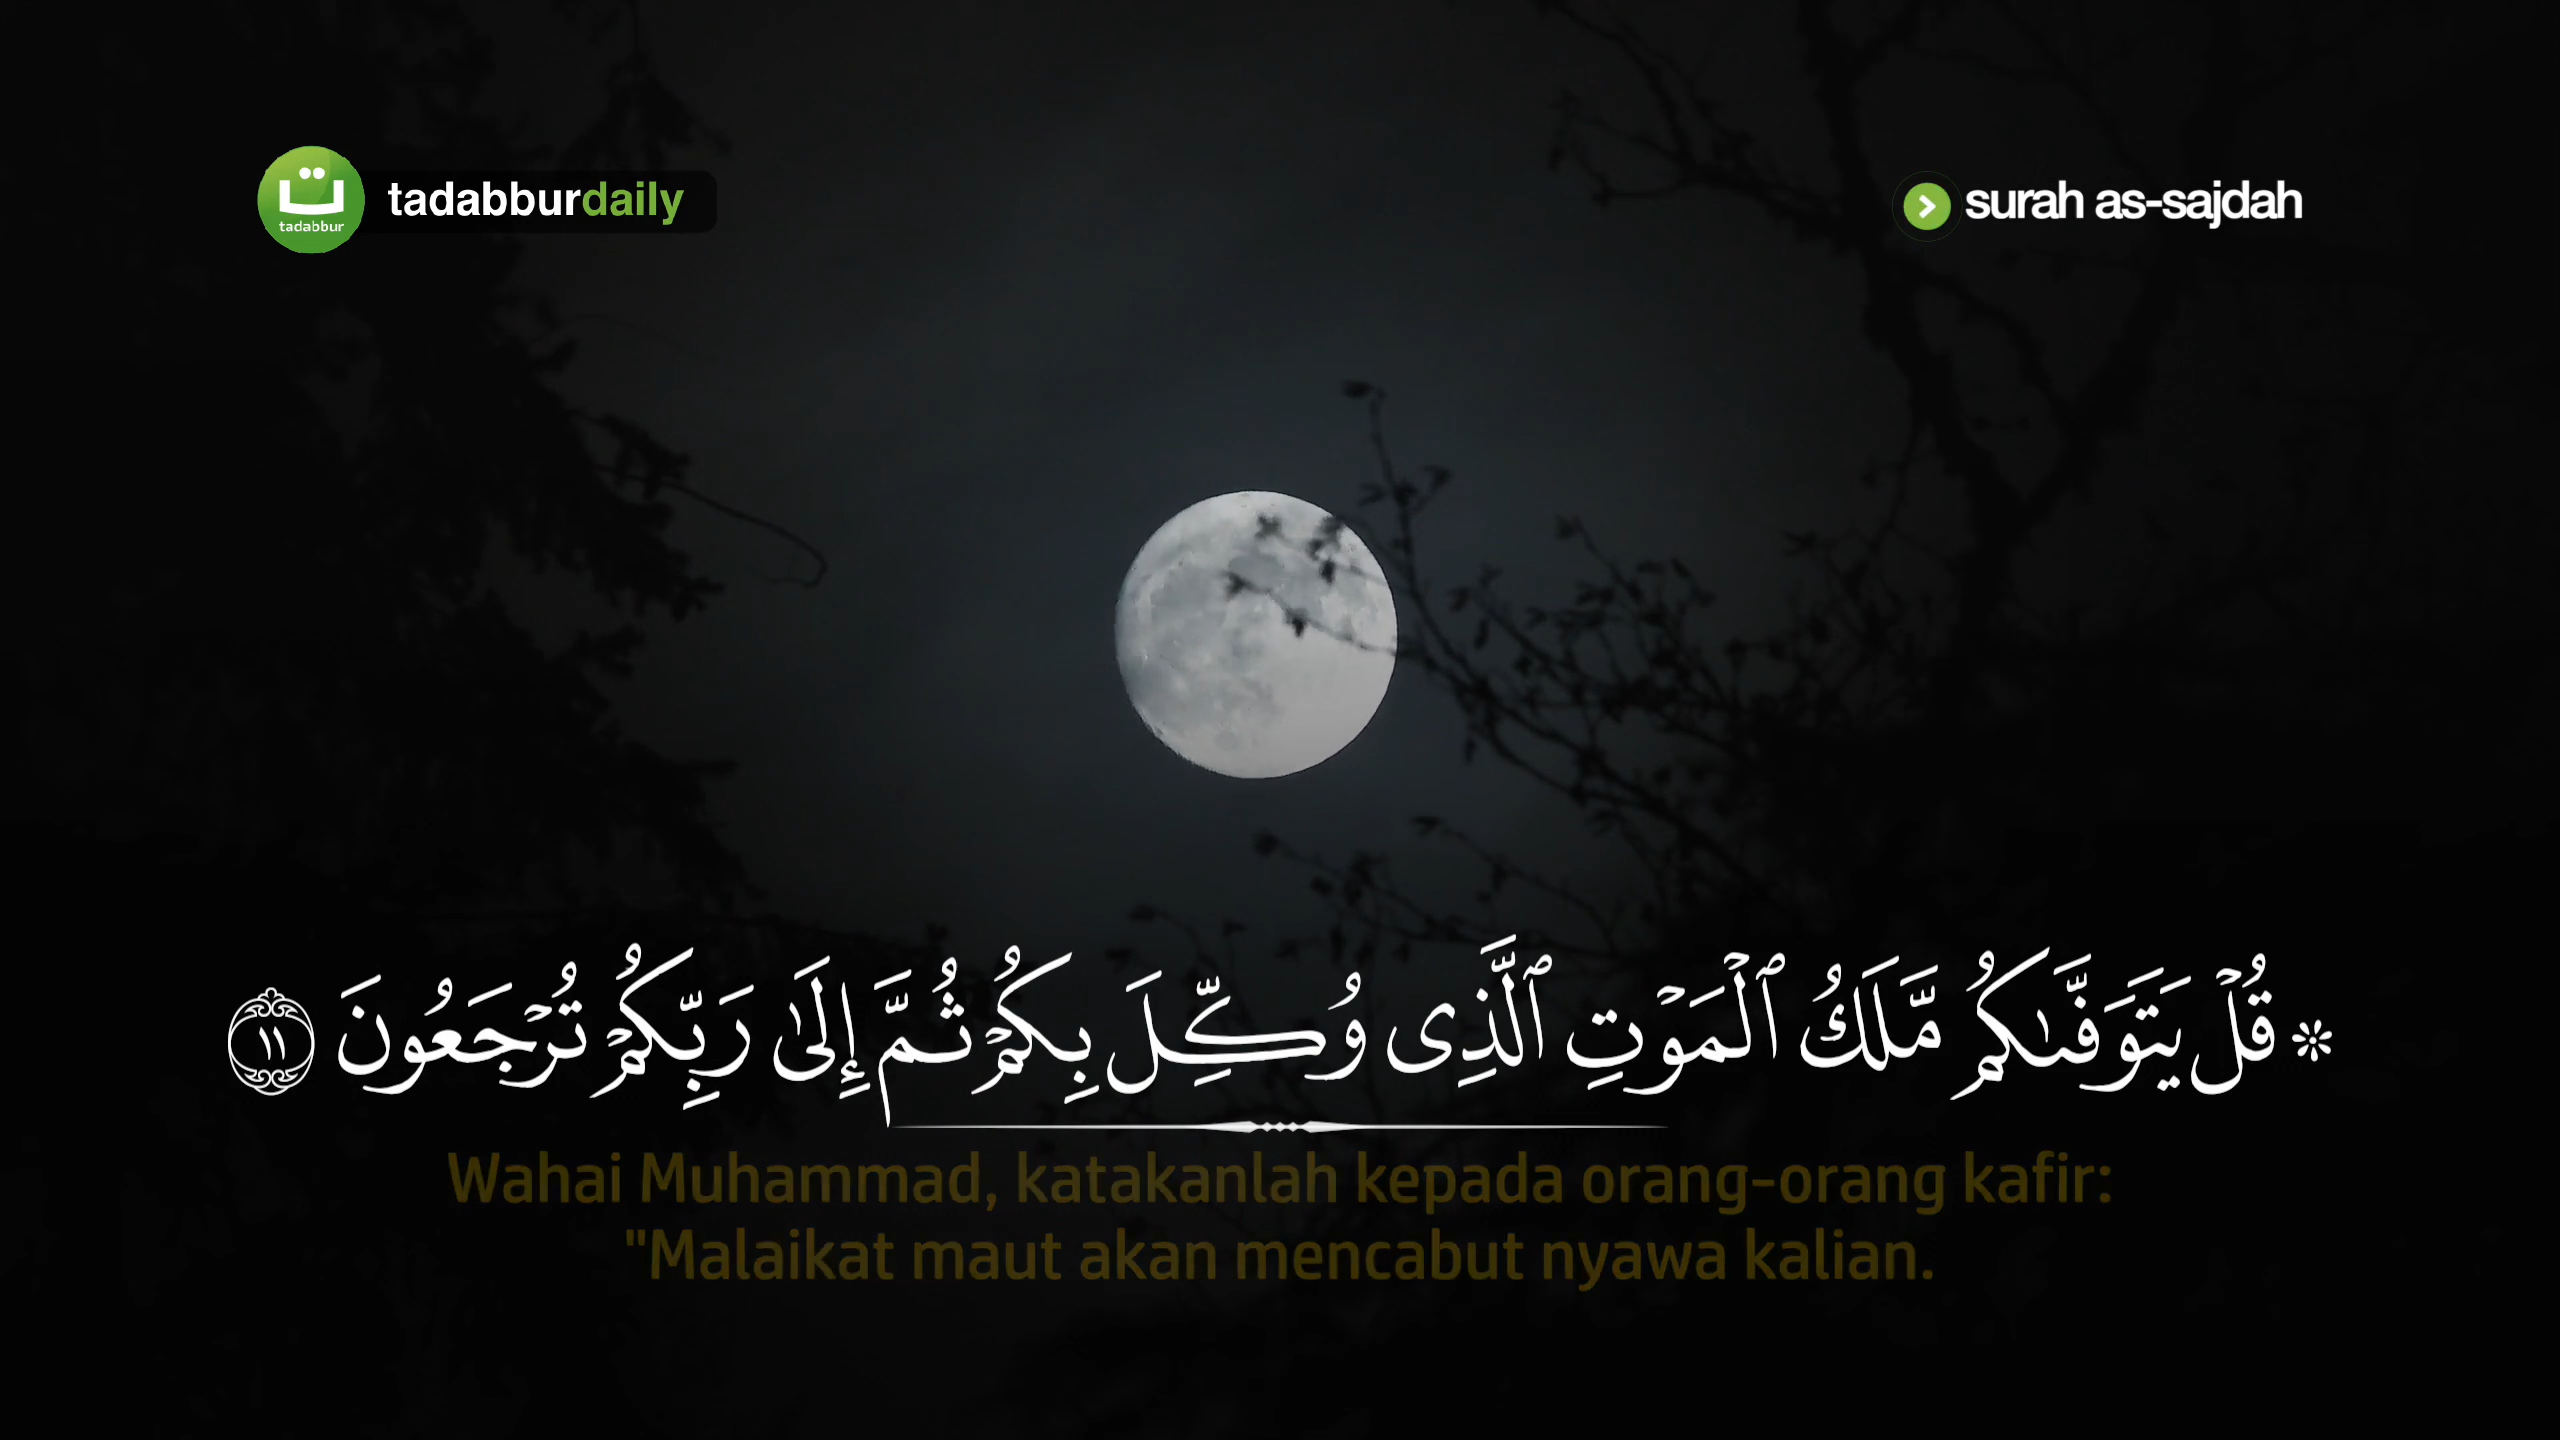 ت
tadabbur
tadabburdaily
surah as-sajdah
۞ قُلْ يَتَوَفَّىٰكُم مَّلَكُ ٱلْمَوْتِ ٱلَّذِى وُكِّلَ بِكُمْ ثُمَّ إِلَىٰ رَبِّكُمْ تُرْجَعُونَ ١١
Wahai Muhammad, katakanlah kepada orang-orang kafir:
"Malaikat maut akan mencabut nyawa kalian.